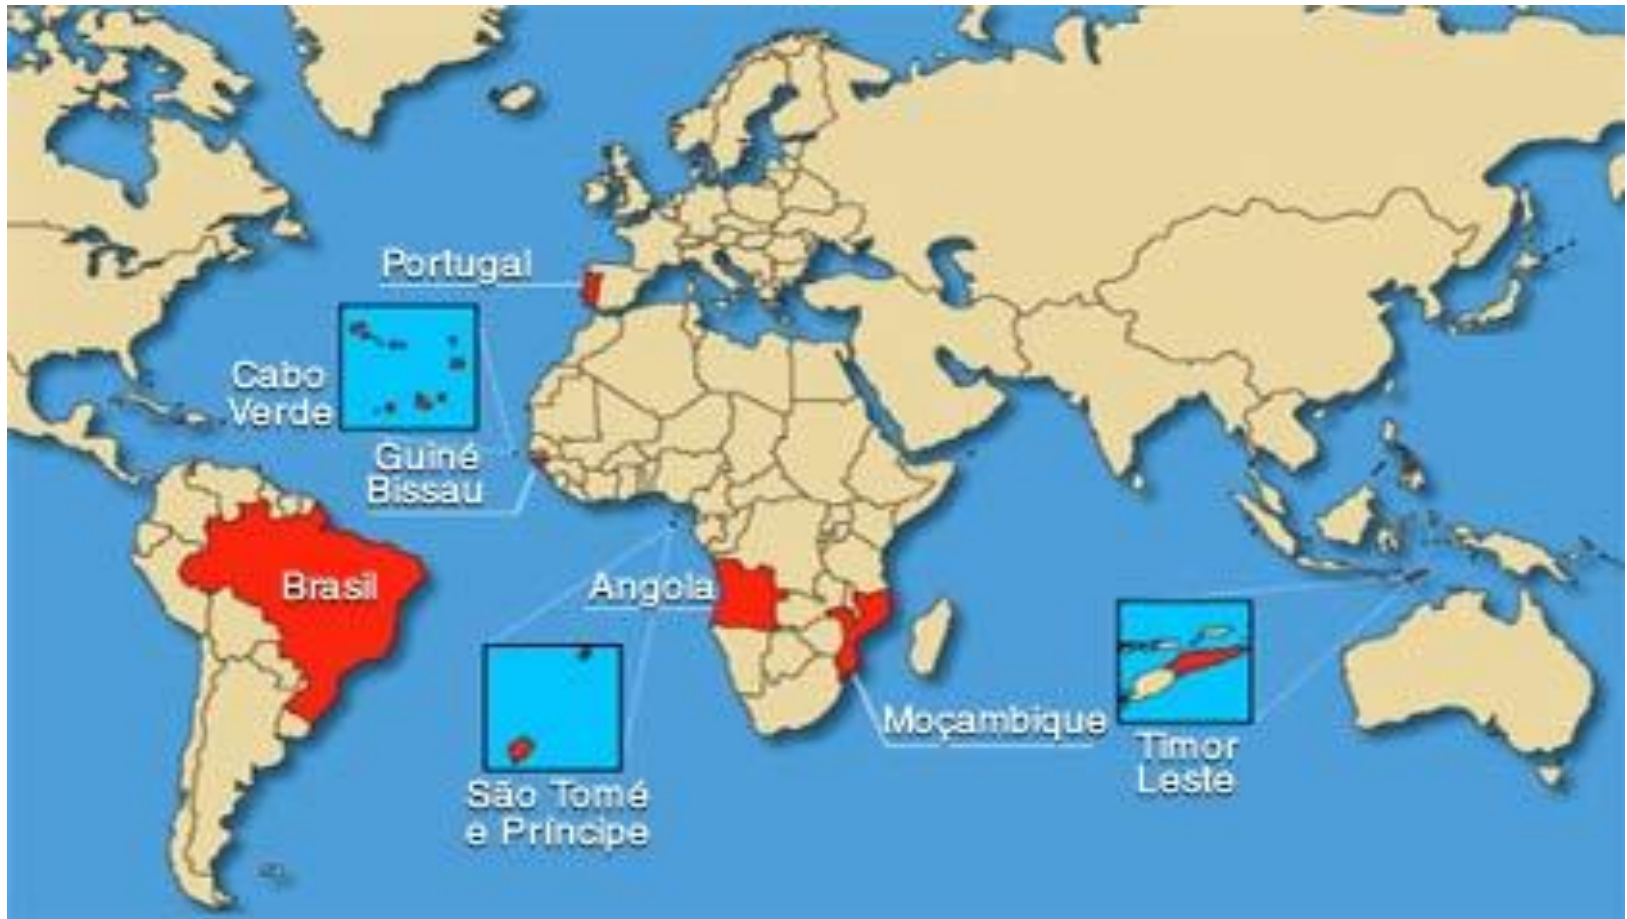 Portugal
Cabo
Verde
Guiné
Bissau
Brasil
Angola
São Tomé
e Príncipe
Moçambique
Timor
Leste